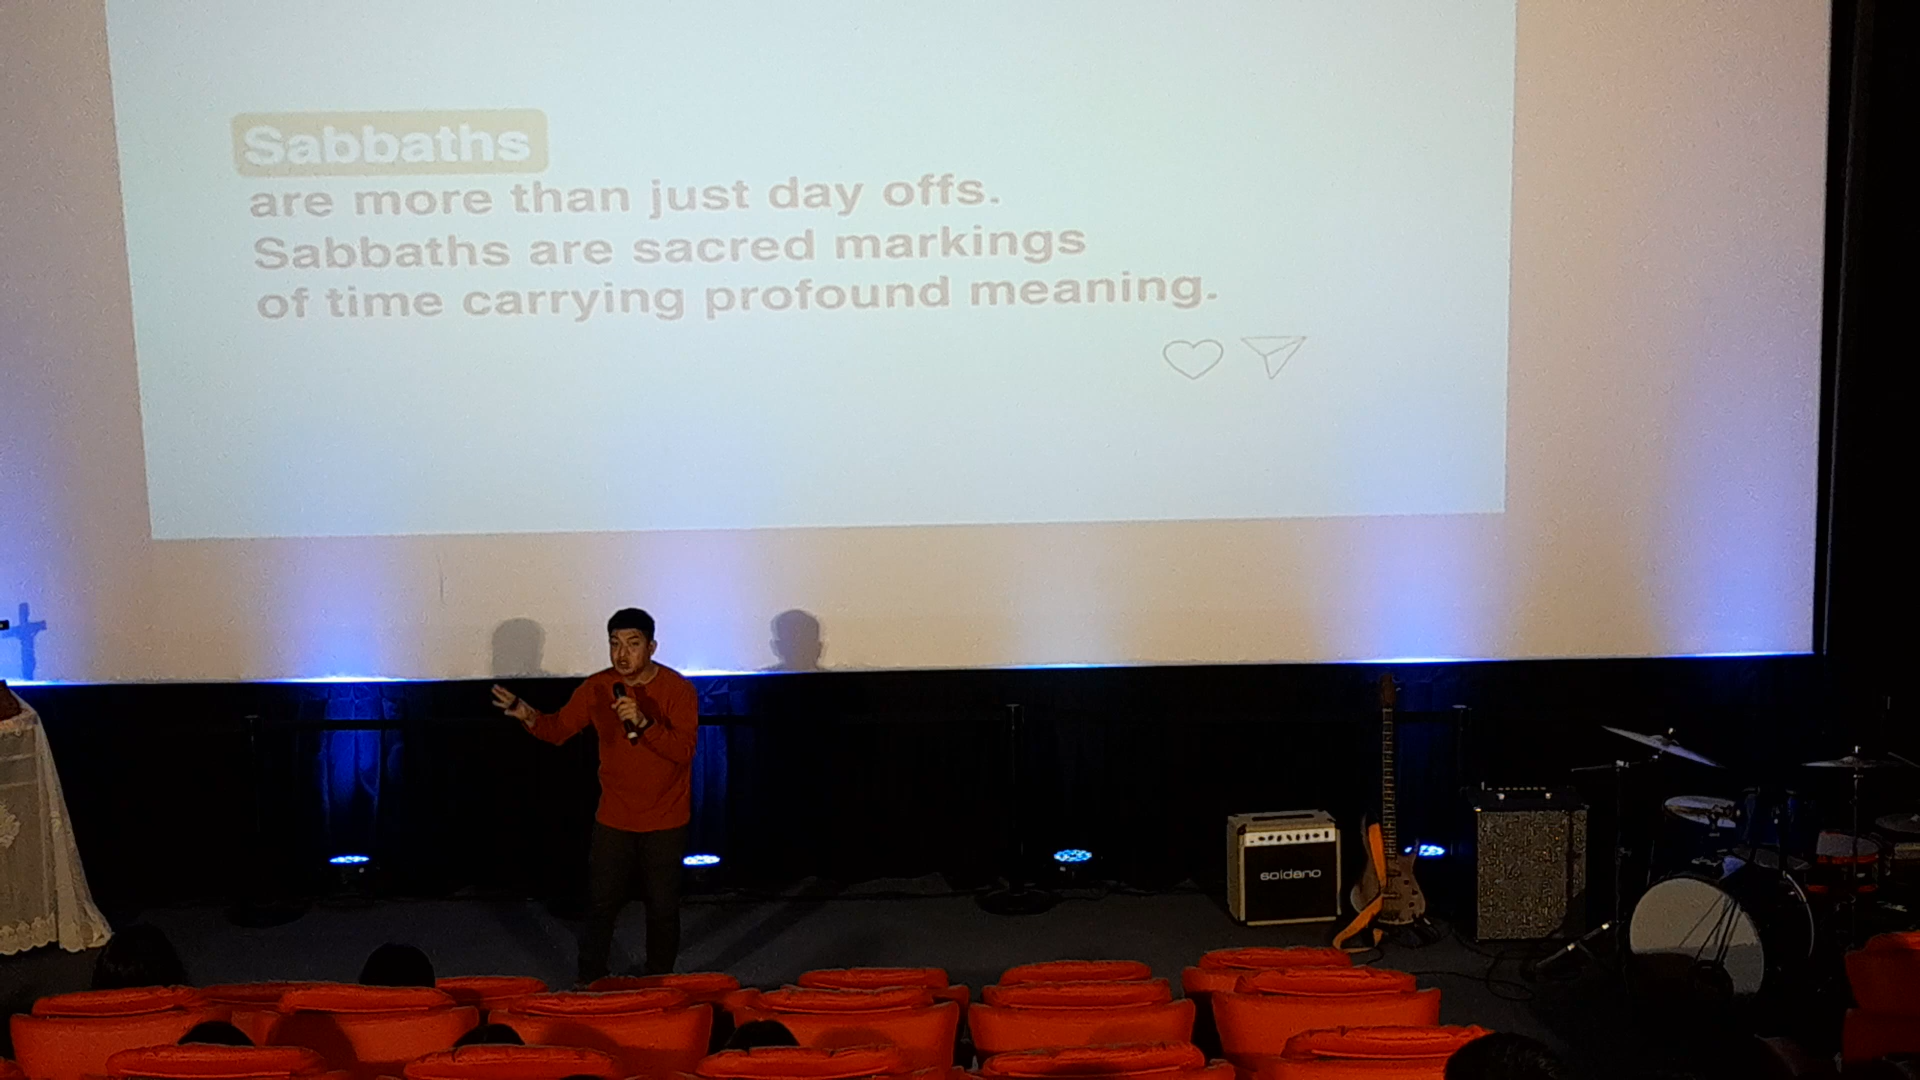 Sabbaths
are more than just day offs.
Sabbaths are sacred markings
of time carrying profound meaning.
soldano